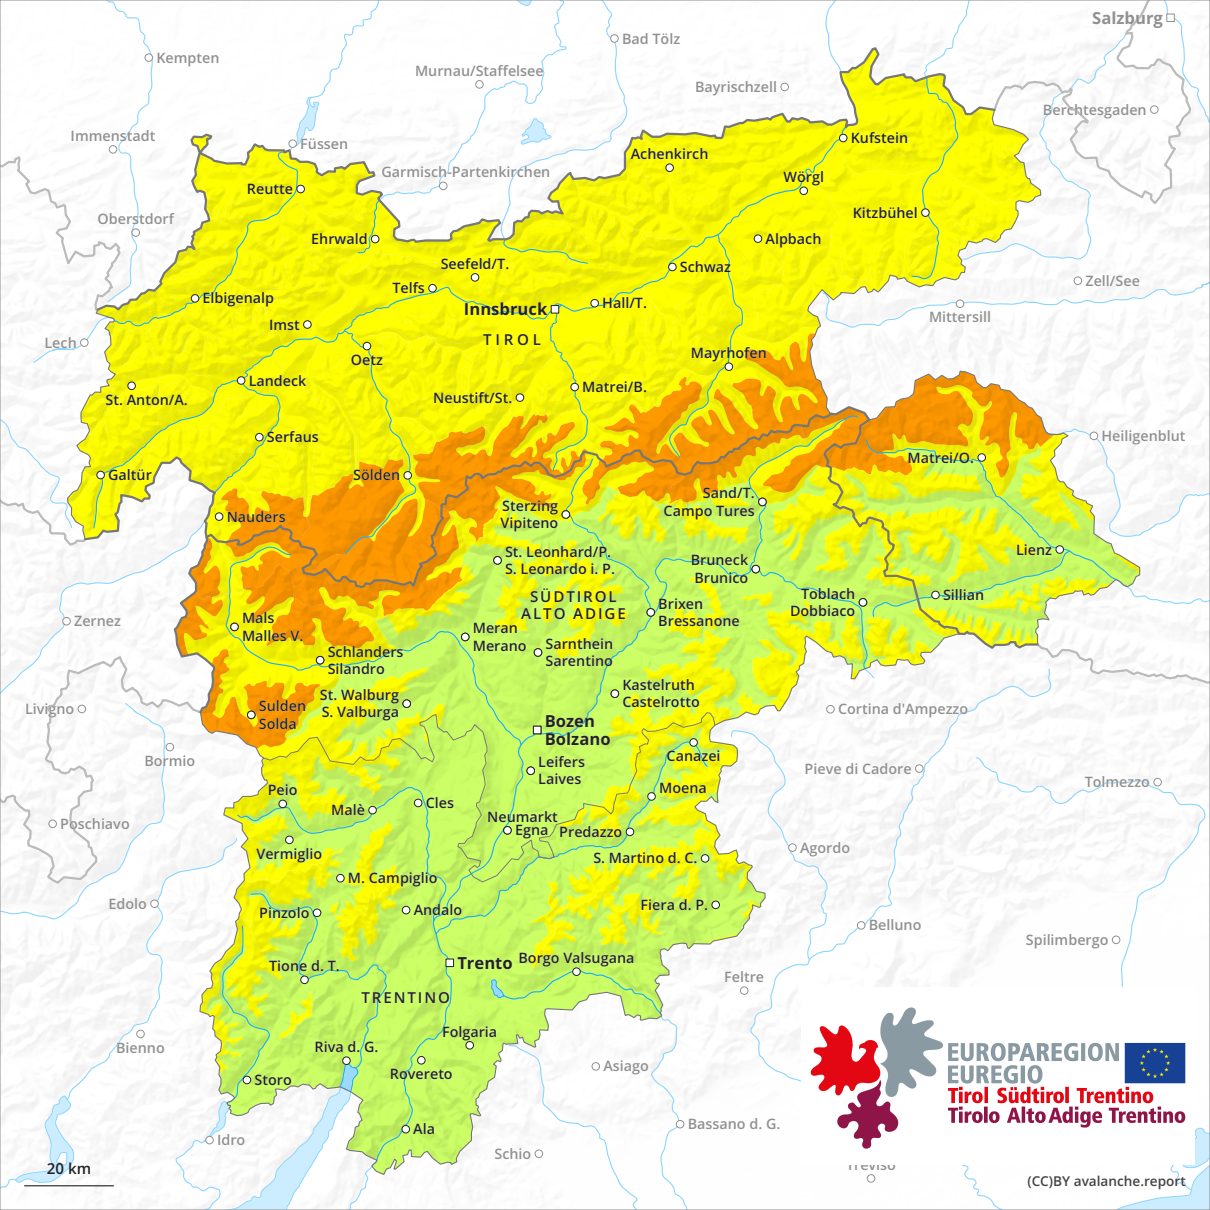 Salzburg
Bad Tölz
Kempten
Murnau/Staffelsee
Bayrischzell
Berchtesgaden
Immenstadt
Füssen
Kufstein
Achenkirch
Garmisch-Partenkirchen
Wörgl
Reutte
Oberstdorf
Kitzbühel
Ehrwald
Alpbach
Seefeld/T.
Schwaz
Zell/See
Telfs
Elbigenalp
Hall/T.
Innsbruck
Mittersill
Imst
TIROL
Lech
Oetz
Mayrhofen
Landeck
Matrei/B.
St. Anton/A.
Neustift/St.
Serfaus
Heiligenblut
Matrei/O.
Galtür
Sölden
Sand/T.
Campo Tures
Sterzing
Vipiteno
Nauders
St. Leonhard/P.
S. Leonardo i. P.
Lienz
Bruneck
Brunico
SÜDTIROL
ALTO ADIGE
Toblach
Dobbiaco
Sillian
Brixen
Bressanone
Zernez
Mals
Malles V.
Meran
Merano
Sarnthein
Sarentino
Schlanders
Silandro
Kastelruth
Castelrotto
St. Walburg
S. Valburga
Livigno
Sulden
Solda
Cortina d'Ampezzo
Bozen
Bolzano
Bormio
Canazei
Leifers
Laives
Pieve di Cadore
Tolmezzo
Peio
Moena
Malè
Cles
Neumarkt
Egna
Poschiavo
Predazzo
Agordo
Vermiglio
S. Martino d. C.
M. Campiglio
Edolo
Pinzolo
Andalo
Fiera d. P.
Belluno
Spilimbergo
Trento
Borgo Valsugana
Tione d. T.
Feltre
TRENTINO
Folgaria
Bienno
Riva d. G.
EUROPAREGION
EUREGIO
Tirol Südtirol Trentino
Tirolo Alto Adige Trentino
Asiago
Rovereto
Storo
Bassano d. G.
Ala
Idro
Schio
Treviso
20 km
(CC)BY avalanche.report